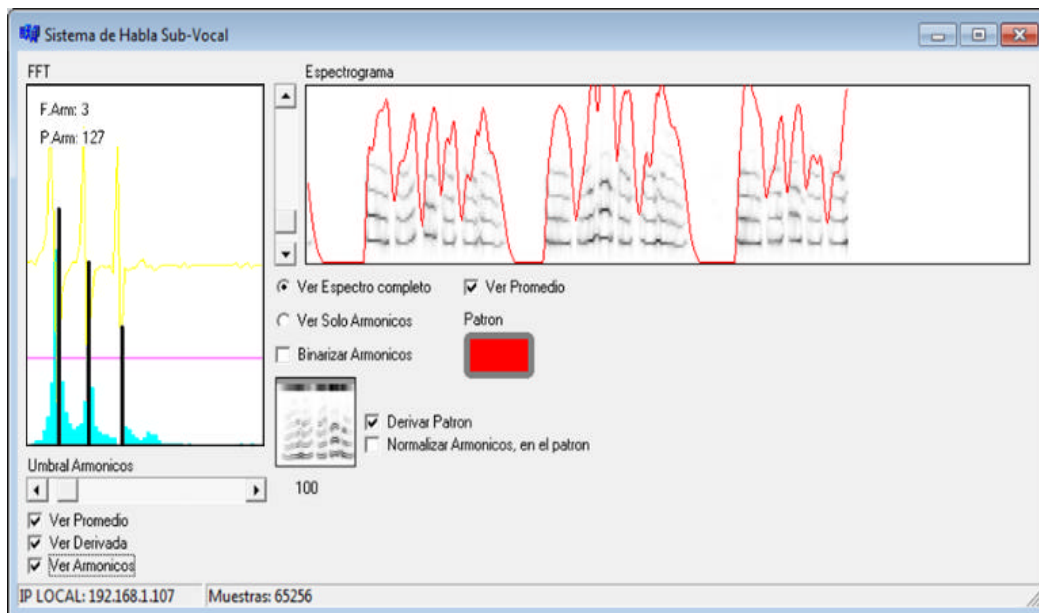 Sistema de Habla Sub-Vocal
FFT
Espectrograma
F.Arm: 3
P.Arm: 127
Ver Espectro completo
Ver Promedio
Ver Solo Armonicos
Patron
Binarizar Armonicos
Derivar Patron
Normalizar Armonicos, en el patron
Umbral Armonicos
100
Ver Promedio
Ver Derivada
Ver Armonicos
IP LOCAL: 192.168.1.107
Muestras: 65256